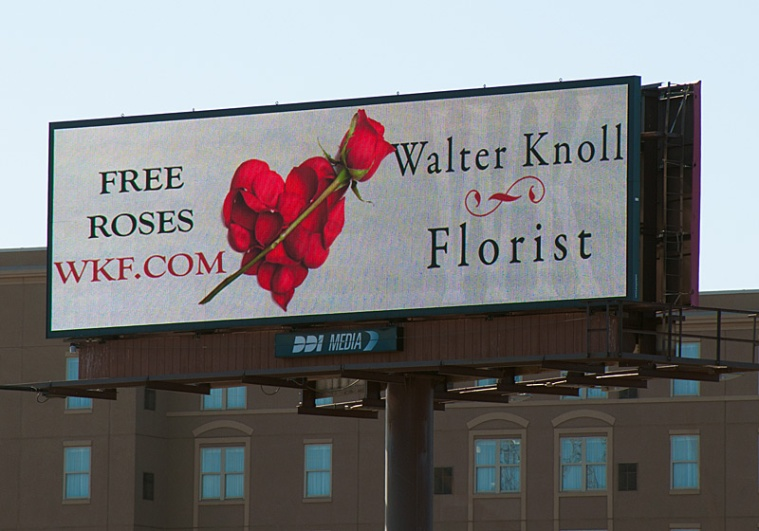 FREE
ROSES
WKF.COM
Walter Knoll
Florist
DDI MEDIA